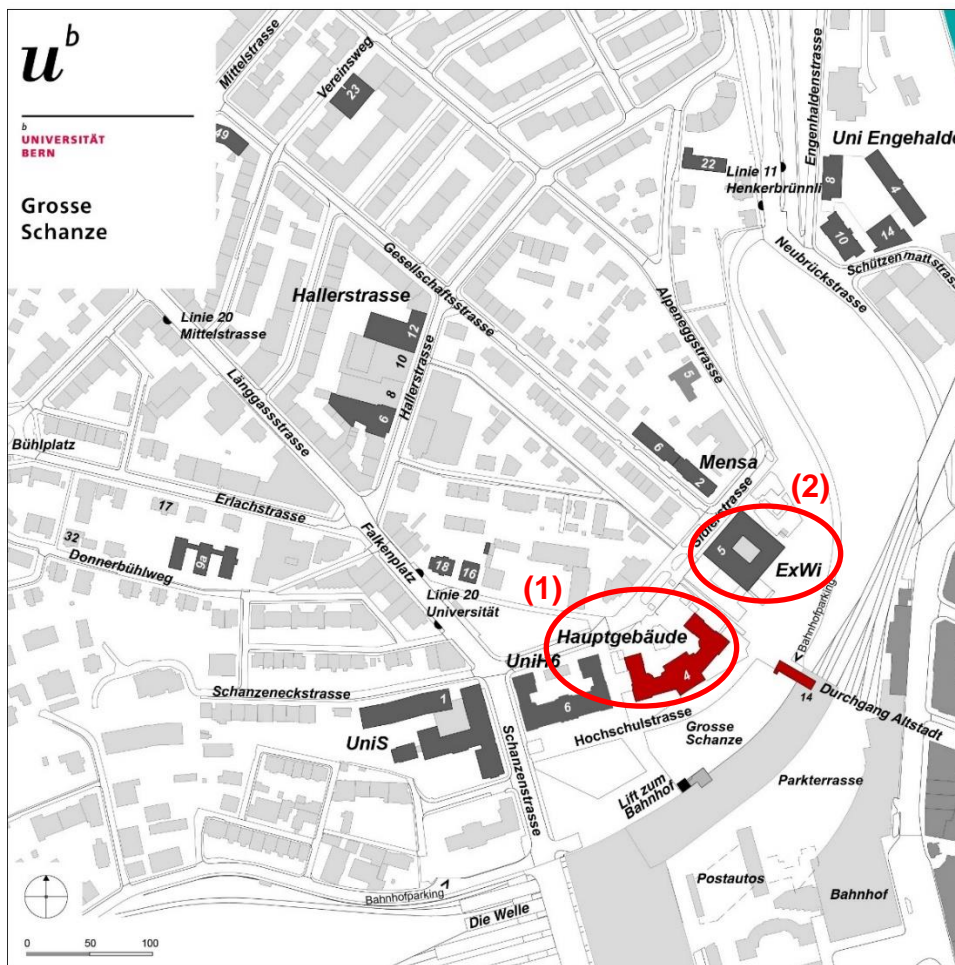 u^b
b
UNIVERSITÄT
BERN
Grosse
Schanze
Mittelstrasse
Vereinsweg
23
49
Engehaldenstrasse
Uni Engehalde
22
8
4
Linie 11
Henkerbrünnli
10
14
Schützenmattstrasse
Neubrückstrasse
Gesellschaftsstrasse
Hallerstrasse
Alpeneggstrasse
Linie 20
Mittelstrasse
12
10
8
6
Hallerstrasse
5
Länggassstrasse
Bühlplatz
6
2
Mensa
(2)
Sidlerstrasse
5
ExWi
Erlachstrasse
17
32
Donnerbühlweg
9a
Falkenplatz
18
16
Linie 20
Universität
(1)
Hauptgebäude
UniH6
Bahnhofparking
4
6
14
Durchgang Altstadt
Schanzeneckstrasse
1
UniS
Hochschulstrasse
Grosse
Schanze
Schanzenstrasse
Lift zum
Bahnhof
Parkterrasse
Postautos
Bahnhof
Bahnhofparking
Die Welle
0 50 100